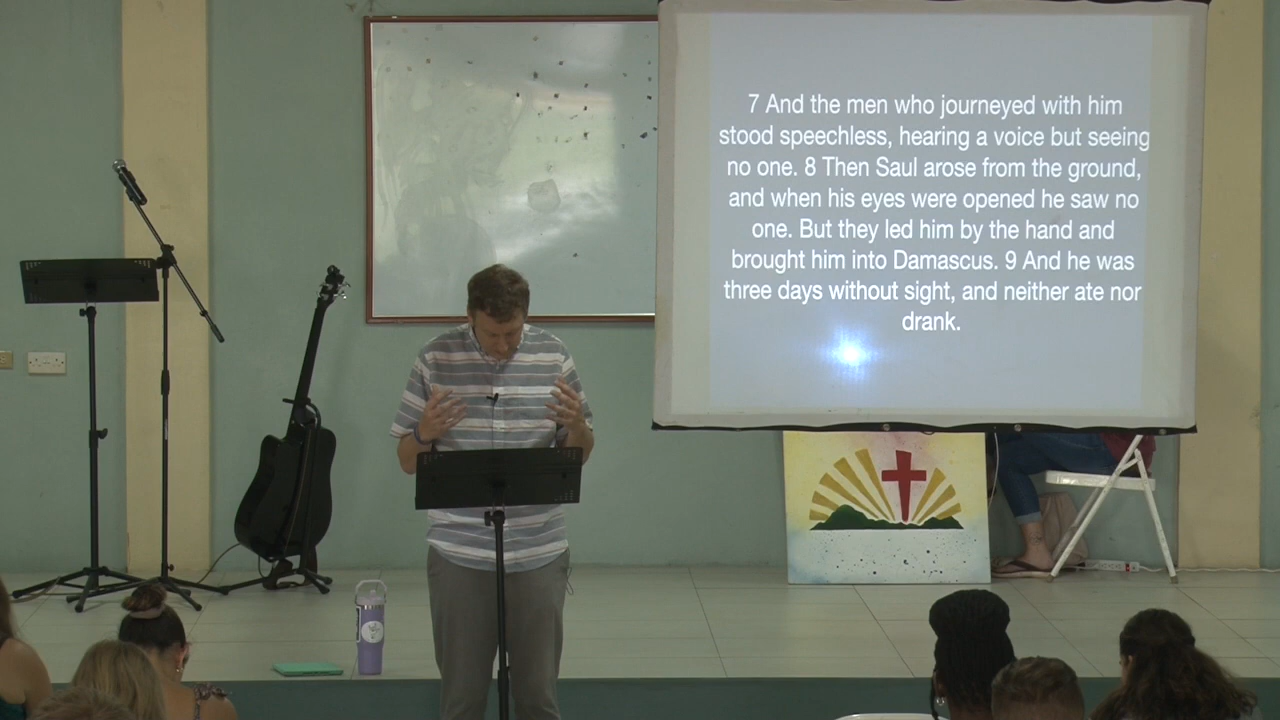 7 And the men who journeyed with him
stood speechless, hearing a voice but seeing
no one. 8 Then Saul arose from the ground,
and when his eyes were opened he saw no
one. But they led him by the hand and
brought him into Damascus. 9 And he was
three days without sight, and neither ate nor
drank.